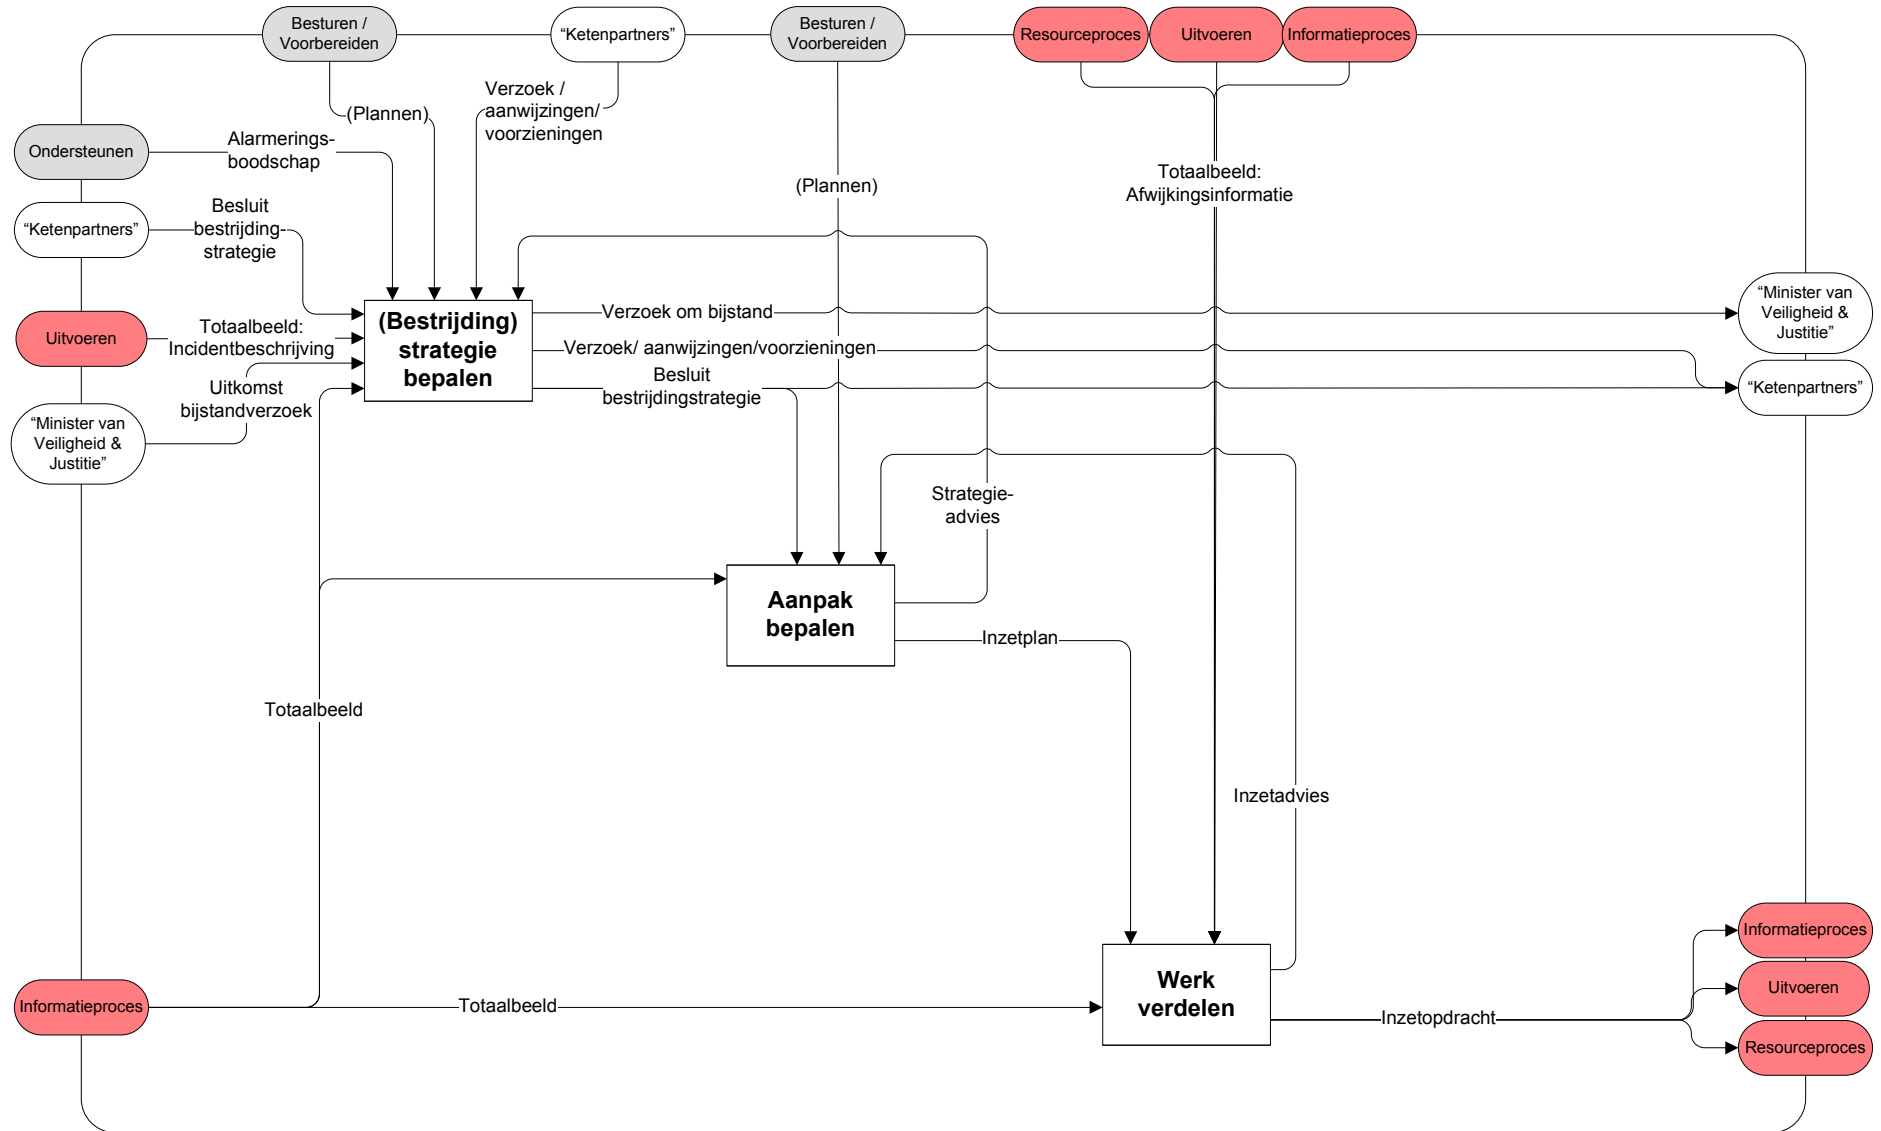 Besturen /
Voorbereiden
“Ketenpartners”
Besturen /
Voorbereiden
Resourceproces
Uitvoeren
Informatieproces
(Plannen)
Verzoek /
aanwijzingen/
voorzieningen
Ondersteunen
Alarmerings-
boodschap
(Plannen)
Totaalbeeld:
Afwijkingsinformatie
“Ketenpartners”
Besluit
bestrijding-
strategie
Uitvoeren
Totaalbeeld:
Incidentbeschrijving
(Bestrijding)
strategie
bepalen
Verzoek om bijstand
“Minister van
Veiligheid &
Justitie”
Verzoek/ aanwijzingen/voorzieningen
Besluit
bestrijdingstrategie
“Ketenpartners”
Uitkomst
bijstandverzoek
“Minister van
Veiligheid &
Justitie”
Strategie-
advies
Aanpak
bepalen
Inzetplan
Totaalbeeld
Inzetadvies
Informatieproces
Totaalbeeld
Werk
verdelen
Inzetopdracht
Informatieproces
Uitvoeren
Resourceproces